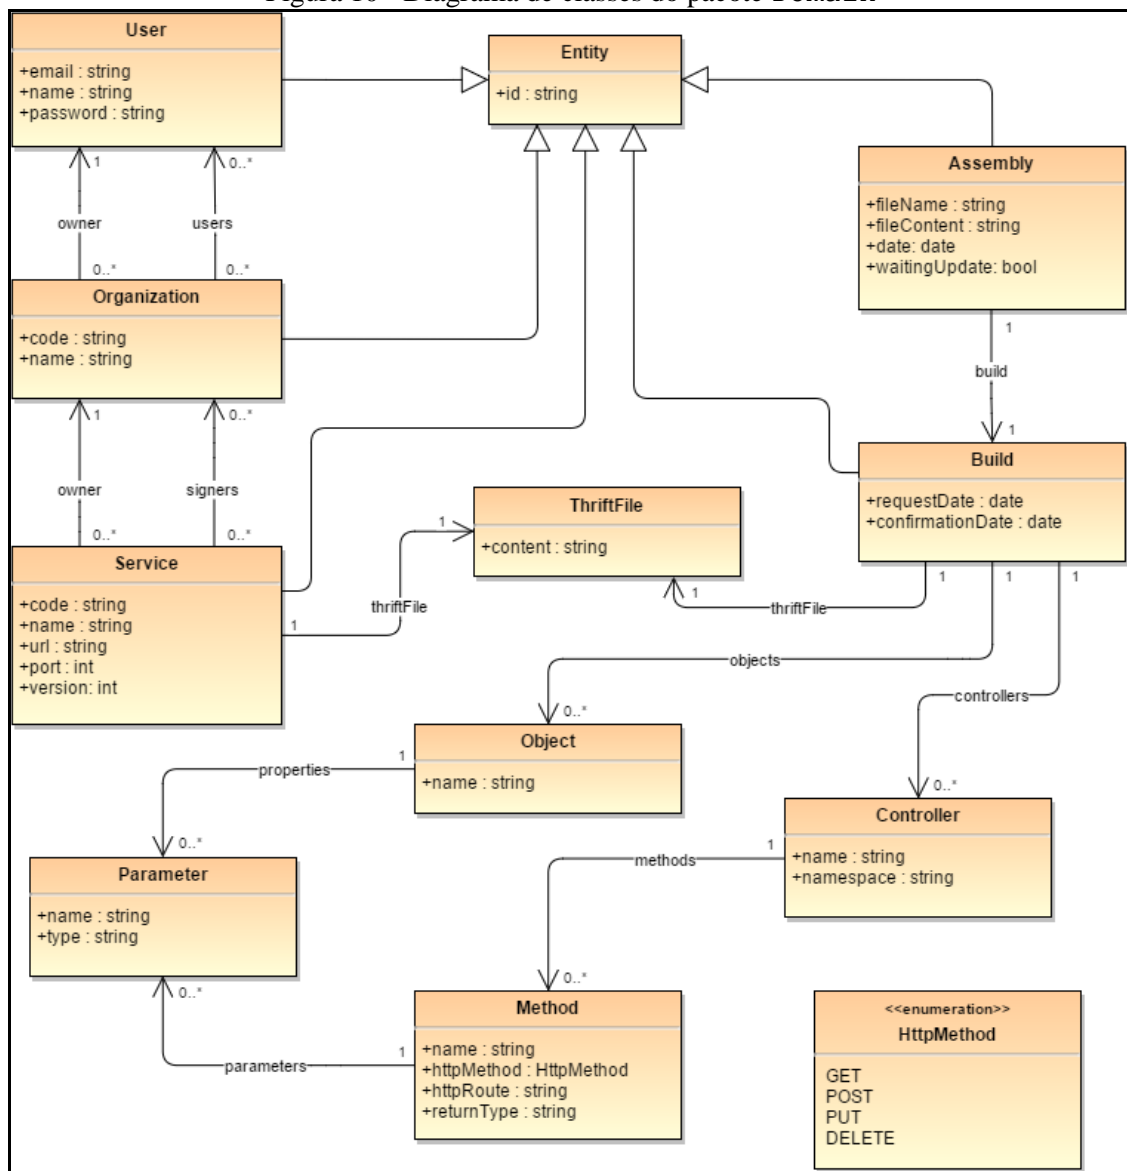 Figura 16 - Diagrama de classes do pacote
User
+email : string
+name : string
+password : string
Entity
+id : string
Assembly
+fileName : string
+fileContent : string
+date: date
+waitingUpdate: bool
1
0..*
owner
users
0..*
0..*
Organization
+code : string
+name : string
1
build
1
1
0..*
owner
signers
0..*
0..*
Build
+requestDate : date
+confirmationDate : date
ThriftFile
+content : string
1
Service
+code : string
+name : string
+url : string
+port : int
+version: int
1
thriftFile
1
1
1
1
thriftFile
objects
controllers
0..*
Object
+name : string
1
properties
0..*
0..*
Controller
+name : string
+namespace : string
1
methods
0..*
Parameter
+name : string
+type : string
0..*
Method
+name : string
+httpMethod : HttpMethod
+httpRoute : string
+returnType : string
1
parameters
<<enumeration>>
HttpMethod
GET
POST
PUT
DELETE